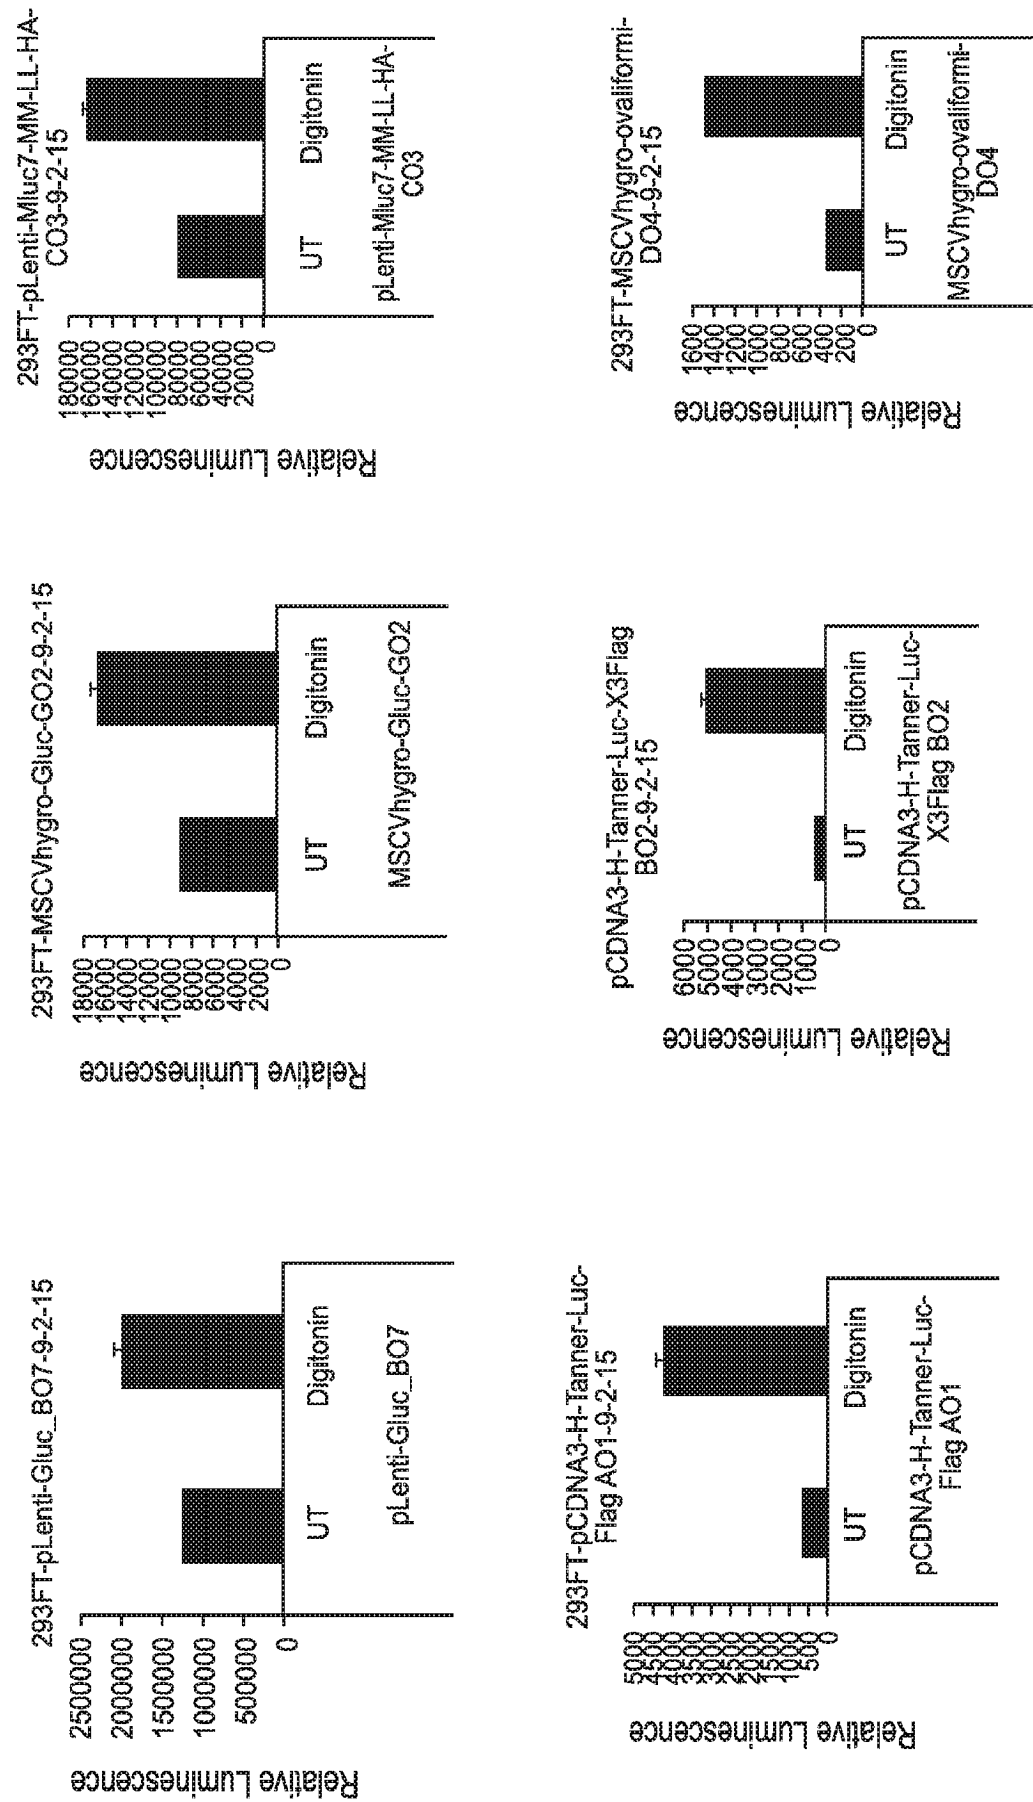 293FT-pLenti-Gluc_BO7-9-2-15
Relative Luminescence
2500000
2000000
1500000
1000000
500000
0
UT
Digitonin
pLenti-Gluc_BO7
293FT-MSCVhygro-Gluc-GO2-9-2-15
Relative Luminescence
18000
16000
14000
12000
10000
8000
6000
4000
2000
0
UT
Digitonin
MSCVhygro-Gluc-GO2
293FT-pLenti-Mluc7-MM-LL-HA-
CO3-9-2-15
Relative Luminescence
180000
160000
140000
120000
100000
80000
60000
40000
20000
0
UT
Digitonin
pLenti-Mluc7-MM-LL-HA-
CO3
293FT-pCDNA3-H-Tanner-Luc-
Flag AO1-9-2-15
Relative Luminescence
5000
4500
4000
3500
3000
2500
2000
1500
1000
500
0
UT
Digitonin
pCDNA3-H-Tanner-Luc-
Flag AO1
pCDNA3-H-Tanner-Luc-X3Flag
BO2-9-2-15
Relative Luminescence
6000
5000
4000
3000
2000
1000
0
UT
Digitonin
pCDNA3-H-Tanner-Luc-
X3Flag BO2
293FT-MSCVhygro-ovaliformi-
DO4-9-2-15
Relative Luminescence
1600
1400
1200
1000
800
600
400
200
0
UT
Digitonin
MSCVhygro-ovaliformi-
DO4